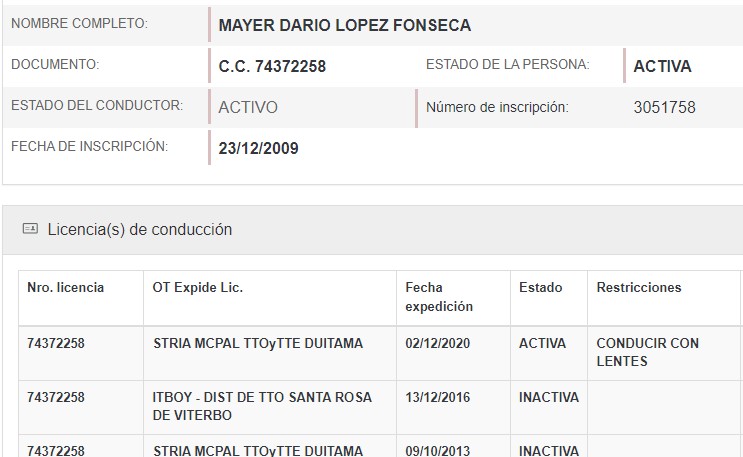 NOMBRE COMPLETO: MAYER DARIO LOPEZ FONSECA
DOCUMENTO: C.C. 74372258 ESTADO DE LA PERSONA: ACTIVA
ESTADO DEL CONDUCTOR: ACTIVO Número de inscripción: 3051758
FECHA DE INSCRIPCIÓN: 23/12/2009
Licencia(s) de conducción
Nro. licencia OT Expide Lic. Fecha Estado Restricciones
expedición
74372258 STRIA MCPAL TTOyTTE DUITAMA 02/12/2020 ACTIVA CONDUCIR CON
LENTES
74372258 ITBOY - DIST DE TTO SANTA ROSA 13/12/2016 INACTIVA
DE VITERBO
74372258 STRIA MCPAL TTOyTTE DUITAMA 09/10/2013 INACTIVA